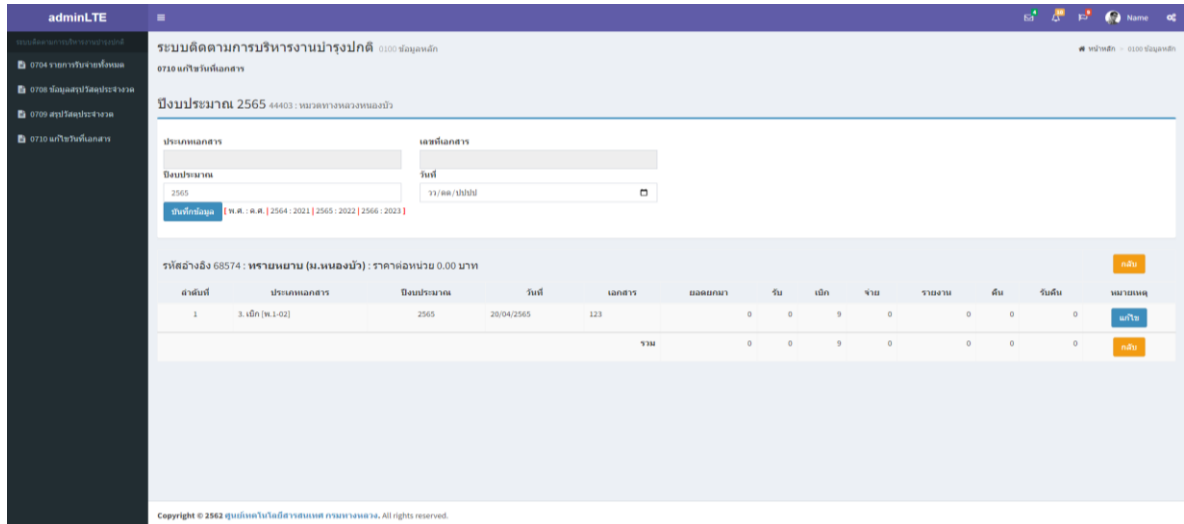 adminLTE
Name
ระบบติดตามการบริหารงานบำรุงปกติ
0704 รายการรับจ่ายทั้งหมด
0708 ข้อมูลสรุปวัสดุประจำงวด
0709 สรุปวัสดุประจำงวด
0710 แก้ไขวันที่เอกสาร
ระบบติดตามการบริหารงานบำรุงปกติ 0100 ข้อมูลหลัก
หน้าหลัก > 0100 ข้อมูลหลัก
0710 แก้ไขวันที่เอกสาร
ปีงบประมาณ 2565 44403 : หมวดทางหลวงหนองบัว
ประเภทเอกสาร เลขที่เอกสาร
ปีงบประมาณ วันที่
2565 วว/ดด/ปปปป
บันทึกข้อมูล [ พ.ศ. : ค.ศ. | 2564 : 2021 | 2565 : 2022 | 2566 : 2023 ]
รหัสอ้างอิง 68574 : ทรายหยาบ (ม.หนองบัว) : ราคาต่อหน่วย 0.00 บาท กลับ
ลำดับที่ ประเภทเอกสาร ปีงบประมาณ วันที่ เอกสาร ยอดยกมา รับ เบิก จ่าย รายงาน คืน รับคืน หมายเหตุ
1 3. เบิก (พ.1-02) 2565 20/04/2565 123 0 0 9 0 0 0 0 แก้ไข
รวม 0 0 9 0 0 0 0 กลับ
Copyright © 2562 ศูนย์เทคโนโลยีสารสนเทศ กรมทางหลวง. All rights reserved.